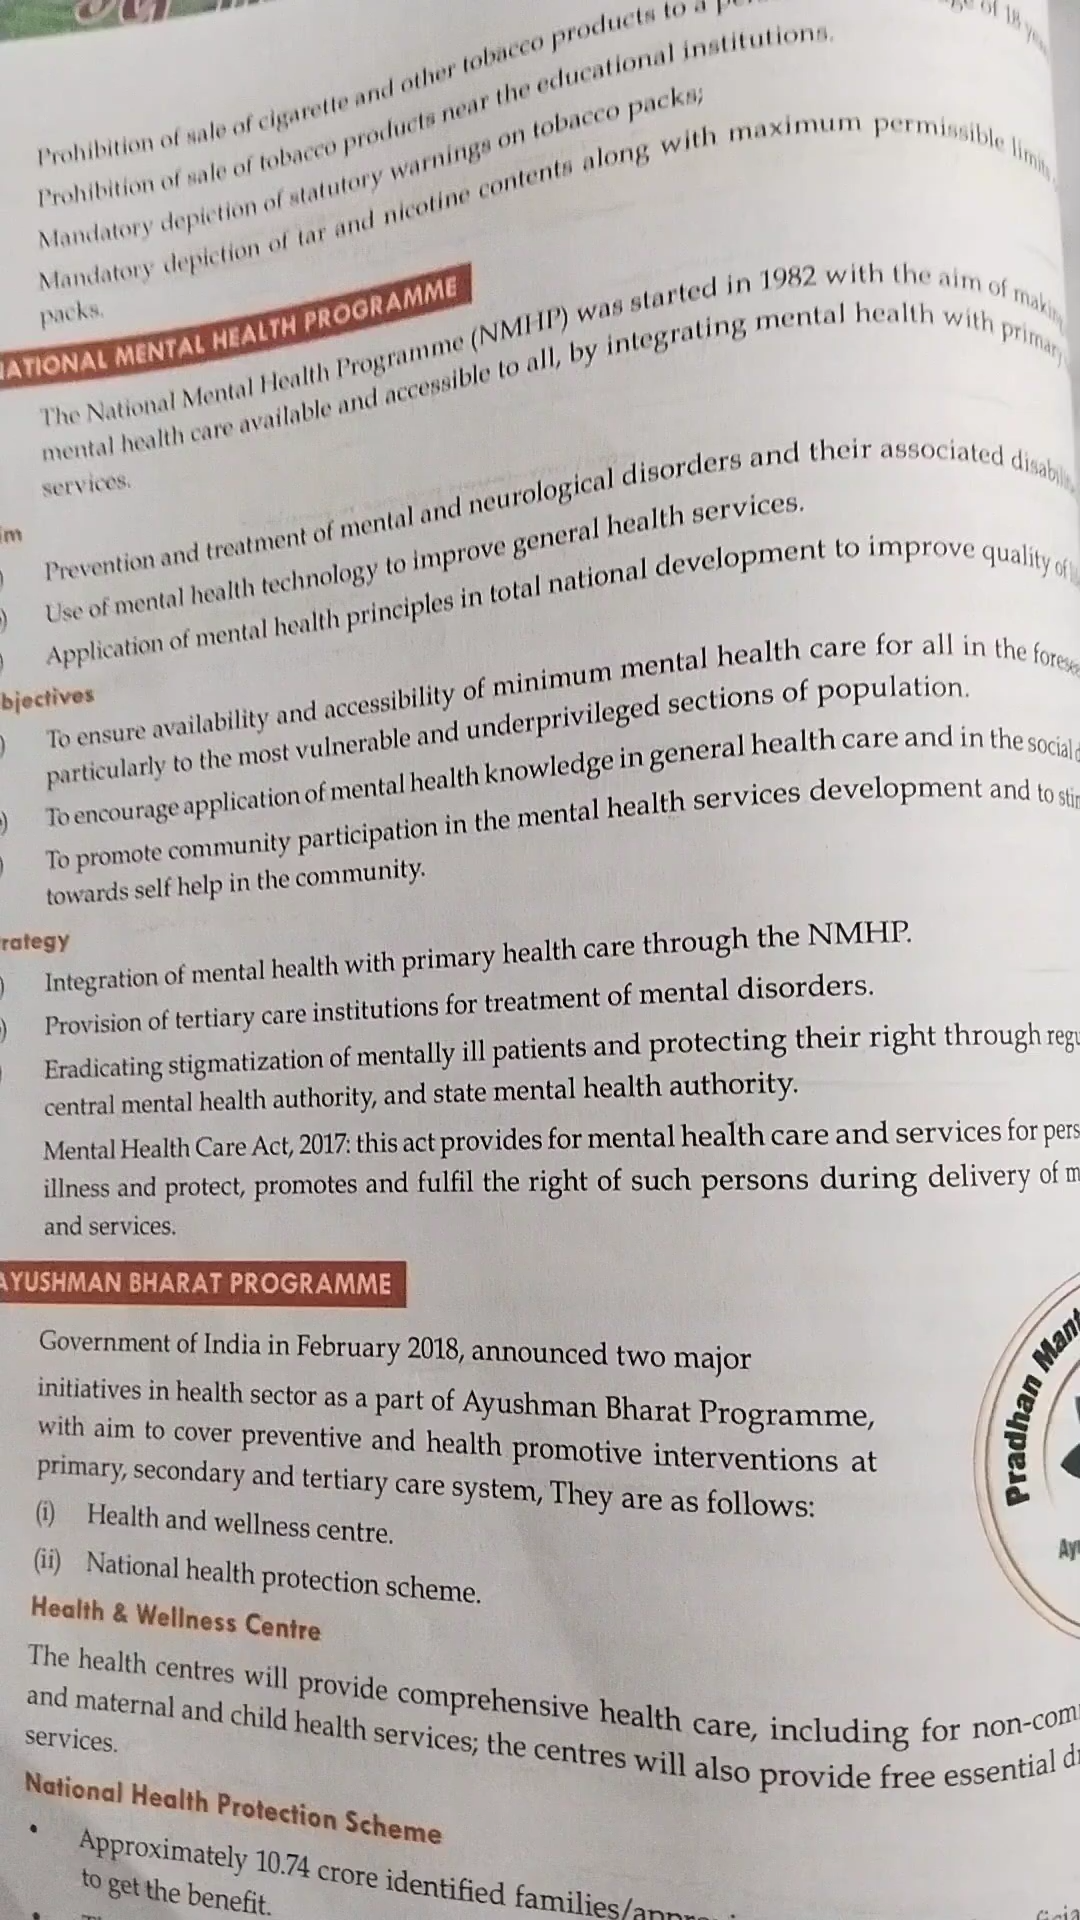 Prohibition of sale of cigarette and other tobacco products to a
of 18
Prohibition of sale of tobacco products near the educational institutions.
Mandatory depiction of statutory warnings on tobacco packs;
Mandatory depiction of tar and nicotine contents along with maximum permissible limits
packs.
NATIONAL MENTAL HEALTH PROGRAMME
The National Mental Health Programme (NMHP) was started in 1982 with the aim of making
mental health care available and accessible to all, by integrating mental health with primary
services.
im
Prevention and treatment of mental and neurological disorders and their associated
Use of mental health technology to improve general health services.
Application of mental health principles in total national development to improve quality of
bjectives
To ensure availability and accessibility of minimum mental health care for all in the forese
particularly to the most vulnerable and underprivileged sections of population.
To encourage application of mental health knowledge in general health care and in the social
To promote community participation in the mental health services development and to
towards self help in the community.
rategy
Integration of mental health with primary health care through the NMHP.
Provision of tertiary care institutions for treatment of mental disorders.
Eradicating stigmatization of mentally ill patients and protecting their right through regu
central mental health authority, and state mental health authority.
Mental Health Care Act, 2017: this act provides for mental health care and services for pers
illness and protect, promotes and fulfil the right of such persons during delivery of m
and services.
AYUSHMAN BHARAT PROGRAMME
Government of India in February 2018, announced two major
initiatives in health sector as a part of Ayushman Bharat Programme,
with aim to cover preventive and health promotive interventions at
primary, secondary and tertiary care system, They are as follows:
(i) Health and wellness centre.
(ii) National health protection scheme.
Pradhan Mant
Ayu
Health & Wellness Centre
The health centres will provide comprehensive health care, including for non-com
and maternal and child health services; the centres will also provide free essential
services.
National Health Protection Scheme
• Approximately 10.74 crore identified families/
to get the benefit.